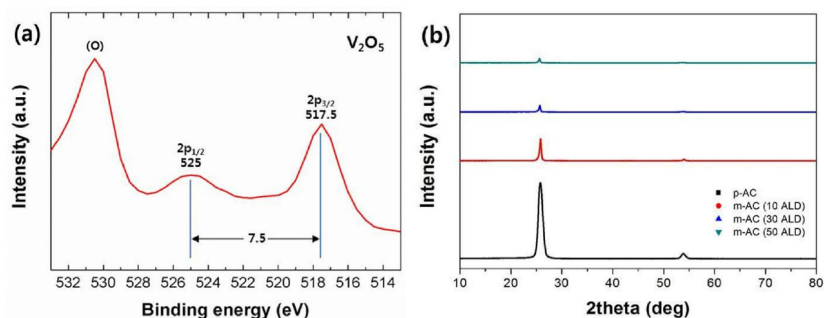 (a)
(O)
V₂O₅
2p₃/₂
517.5
2p₁/₂
525
7.5
Intensity (a.u.)
532 530 528 526 524 522 520 518 516 514
Binding energy (eV)
(b)
Intensity (a.u.)
p-AC
m-AC (10 ALD)
m-AC (30 ALD)
m-AC (50 ALD)
10 20 30 40 50 60 70 80
2theta (deg)